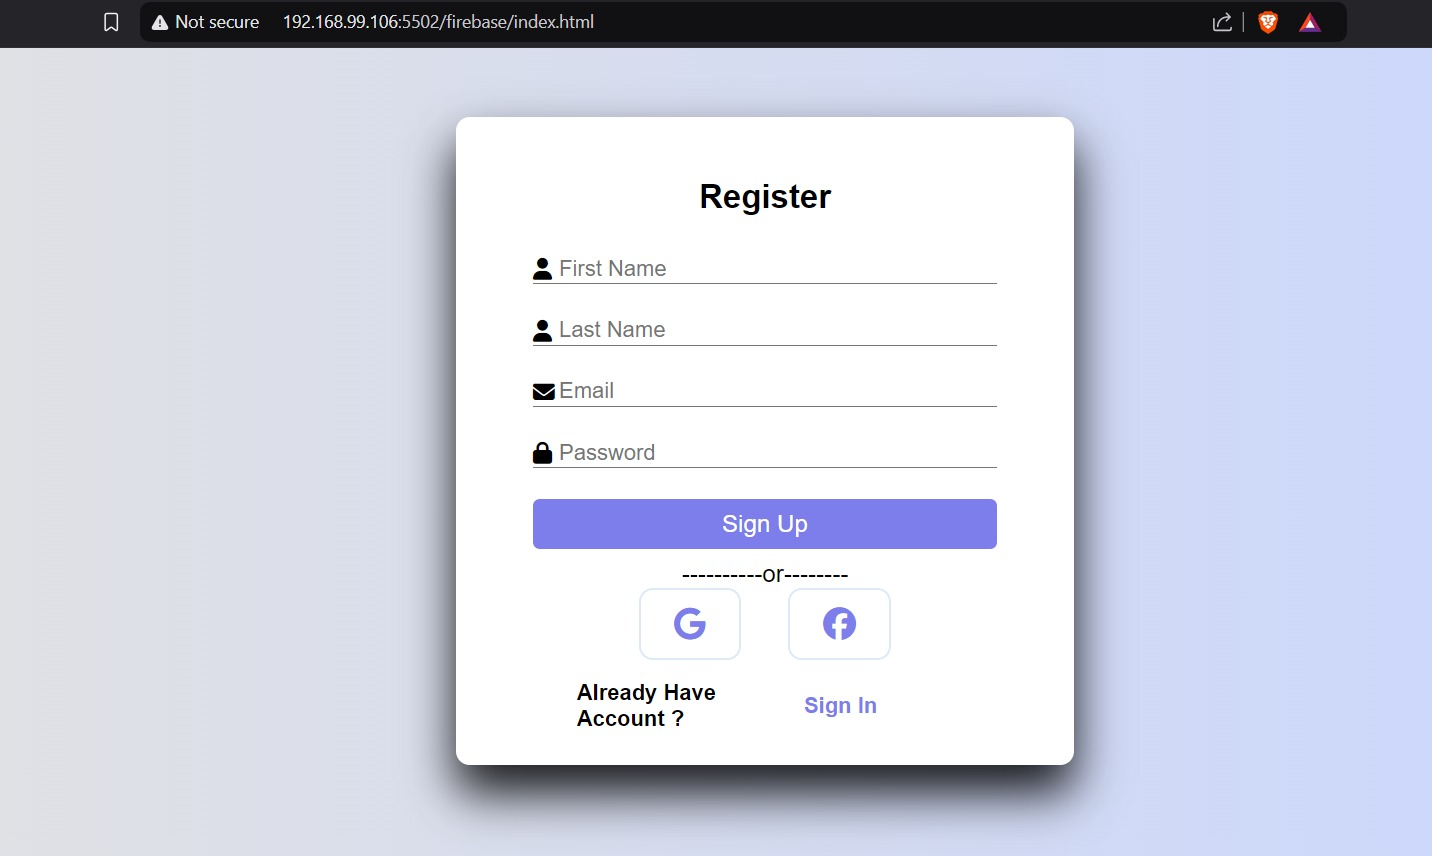 Not secure 192.168.99.106:5502/firebase/index.html
Register
First Name
Last Name
Email
Password
Sign Up
----------or--------
Already Have
Account ?
Sign In